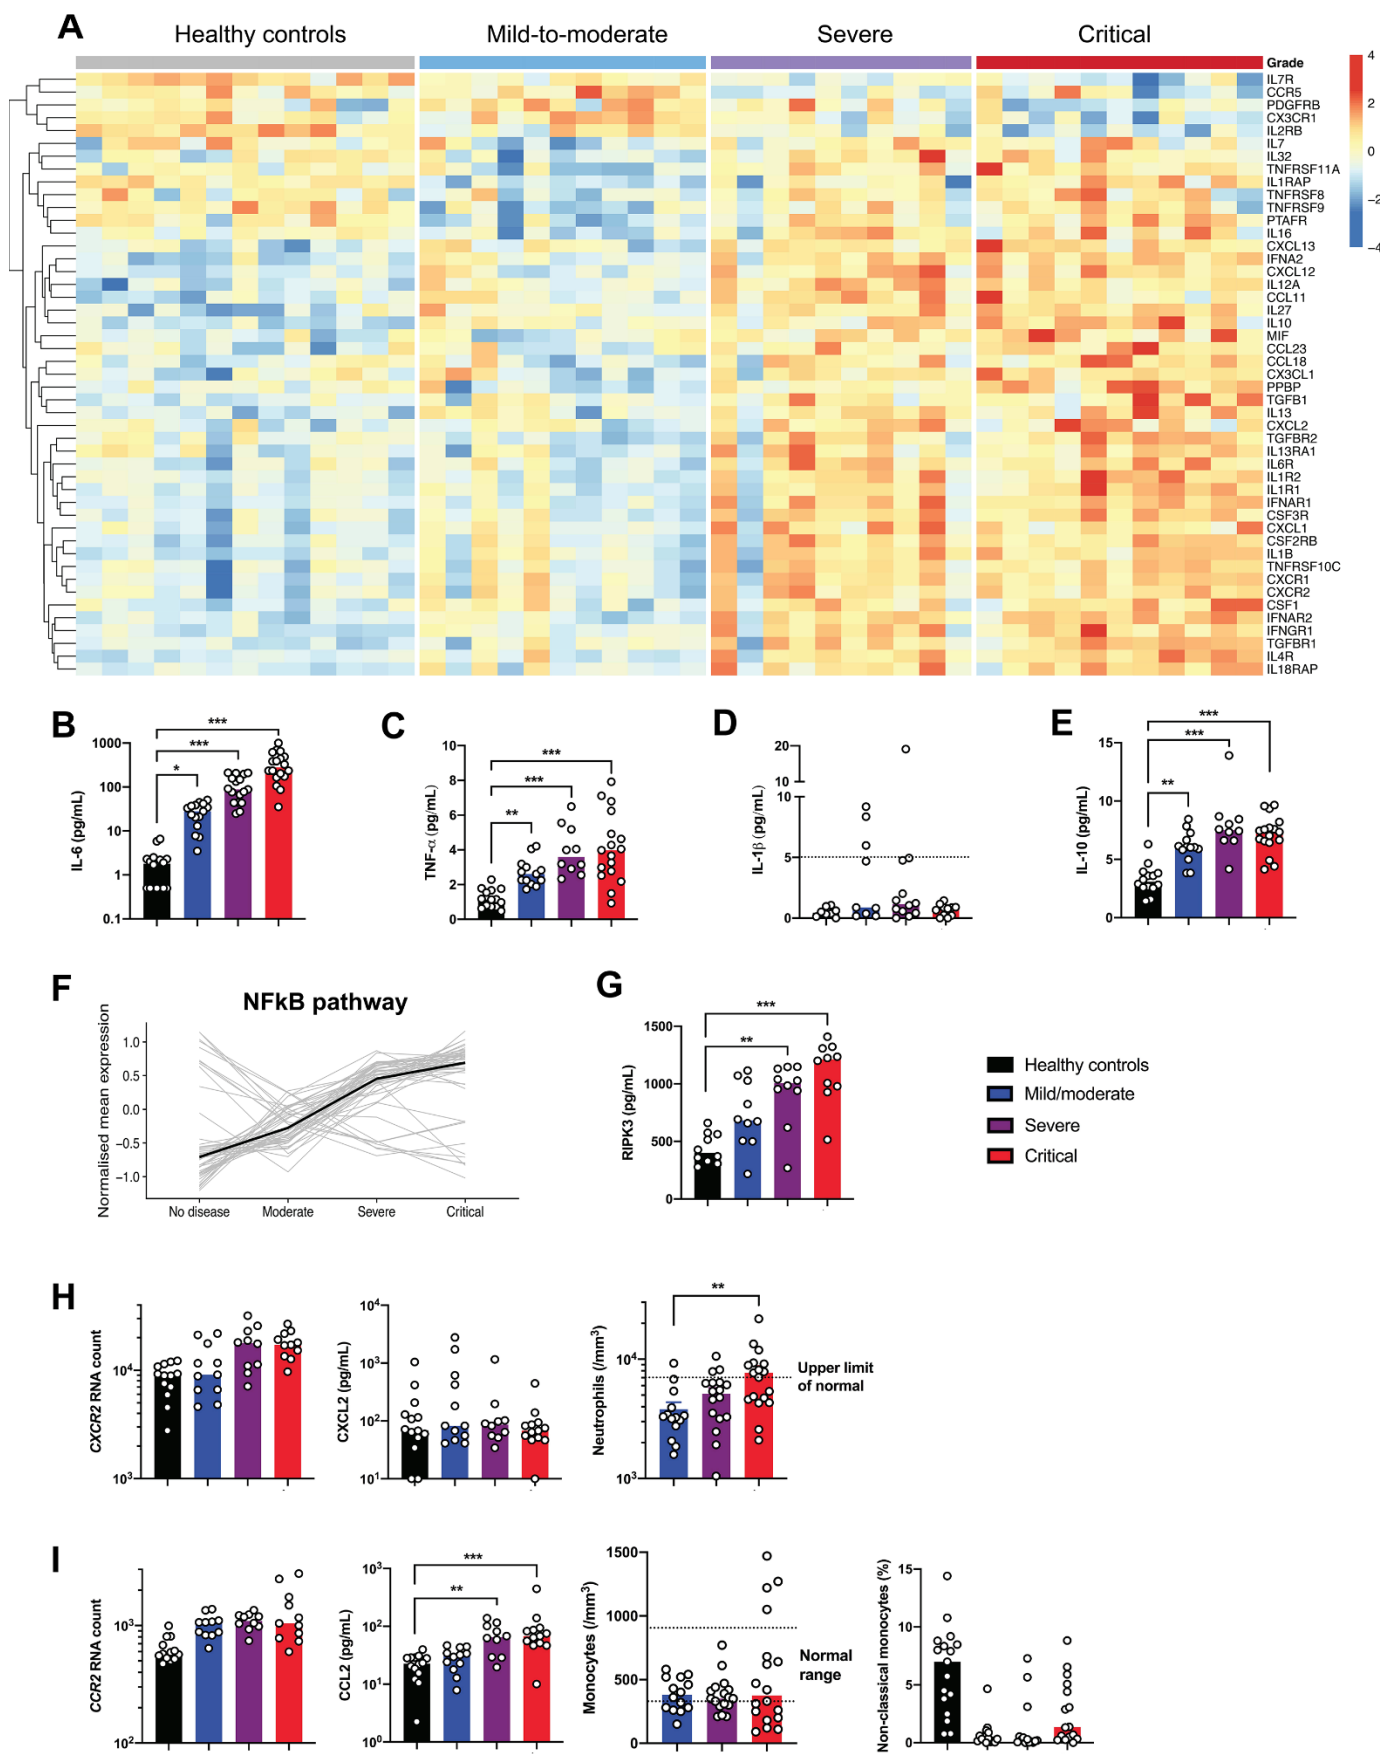 A
Healthy controls Mild-to-moderate Severe Critical
Grade
IL7R
CCR5
PDGFRB
CX3CR1
IL2RB
IL7
IL32
TNFRSF11A
IL1RAP
TNFRSF8
TNFRSF9
PTAFR
IL16
CXCL13
IFNA2
CXCL12
IL12A
CCL11
IL27
IL10
MIF
CCL23
CCL18
CX3CL1
PPBP
TGFB1
IL13
CXCL2
TGFBR2
IL13RA1
IL6R
IL1R2
IL1R1
IFNAR1
CSF3R
CXCL1
CSF2RB
IL1B
TNFRSF10C
CXCR1
CXCR2
CSF1
IFNAR2
IFNGR1
TGFBR1
IL4R
IL18RAP
4
2
0
−2
−4
B
IL-6 (pg/mL)
1000
100
10
1
0.1
*
***
***
C
TNF-α (pg/mL)
10
8
6
4
2
0
**
***
***
D
IL-1β (pg/mL)
20
10
10
5
0
E
IL-10 (pg/mL)
15
10
5
0
**
***
***
F
NFkB pathway
Normalised mean expression
1.0
0.5
0.0
−0.5
−1.0
No disease Moderate Severe Critical
G
RIPK3 (pg/mL)
1500
1000
500
0
**
***
Healthy controls
Mild/moderate
Severe
Critical
H
CXCR2 RNA count
10⁴
10³
CXCL2 (pg/mL)
10⁴
10³
10²
10¹
Neutrophils (/mm³)
10⁴
10³
**
Upper limit
of normal
I
CCR2 RNA count
10³
10²
CCL2 (pg/mL)
10³
10²
10¹
10⁰
**
***
Monocytes (/mm³)
1500
1000
500
0
Normal
range
Non-classical monocytes (%)
15
10
5
0